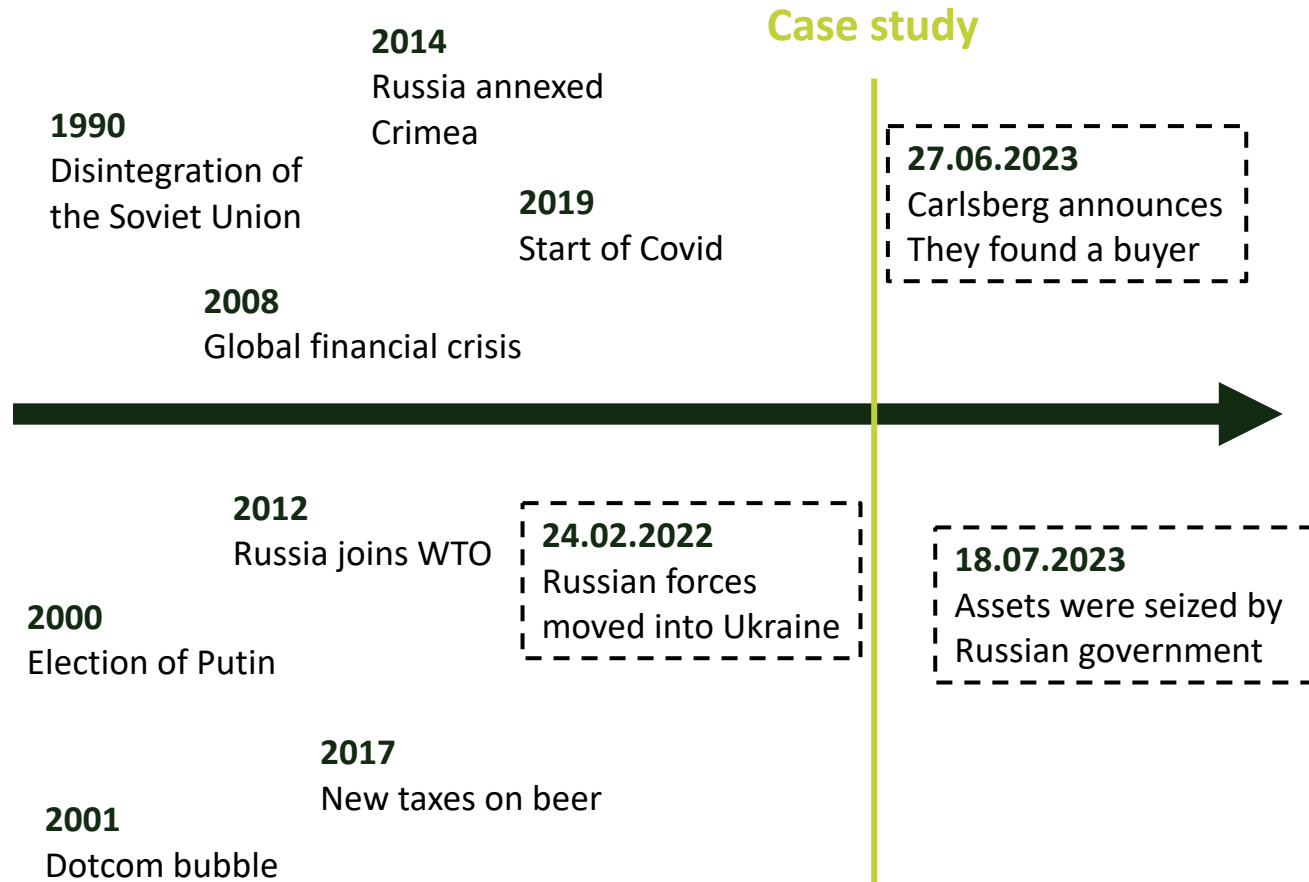 Case study
2014
Russia annexed
Crimea
1990
Disintegration of
the Soviet Union
27.06.2023
Carlsberg announces
They found a buyer
2019
Start of Covid
2008
Global financial crisis
2012
Russia joins WTO
24.02.2022
Russian forces
moved into Ukraine
18.07.2023
Assets were seized by
Russian government
2000
Election of Putin
2017
New taxes on beer
2001
Dotcom bubble